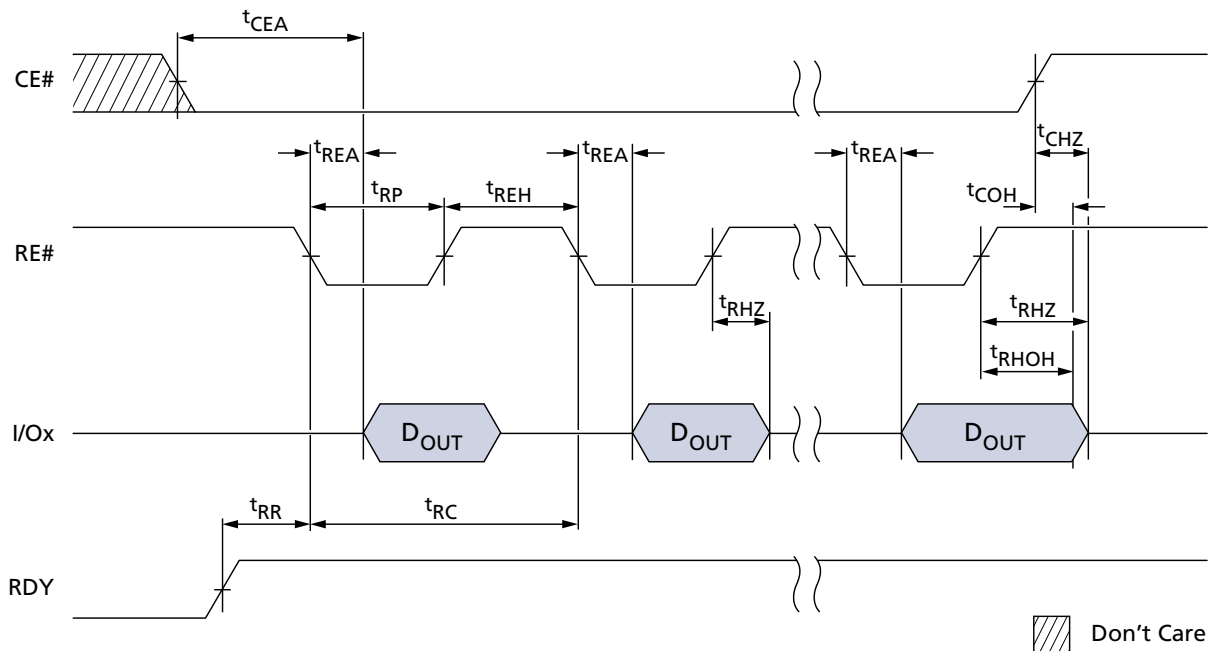 tCEA
CE#
tCHZ
tREA
tREA
tREA
tCOH
tRP
tREH
RE#
tRHZ
tRHZ
tRHOH
I/Ox
DOUT
DOUT
DOUT
tRR
tRC
RDY
Don't Care